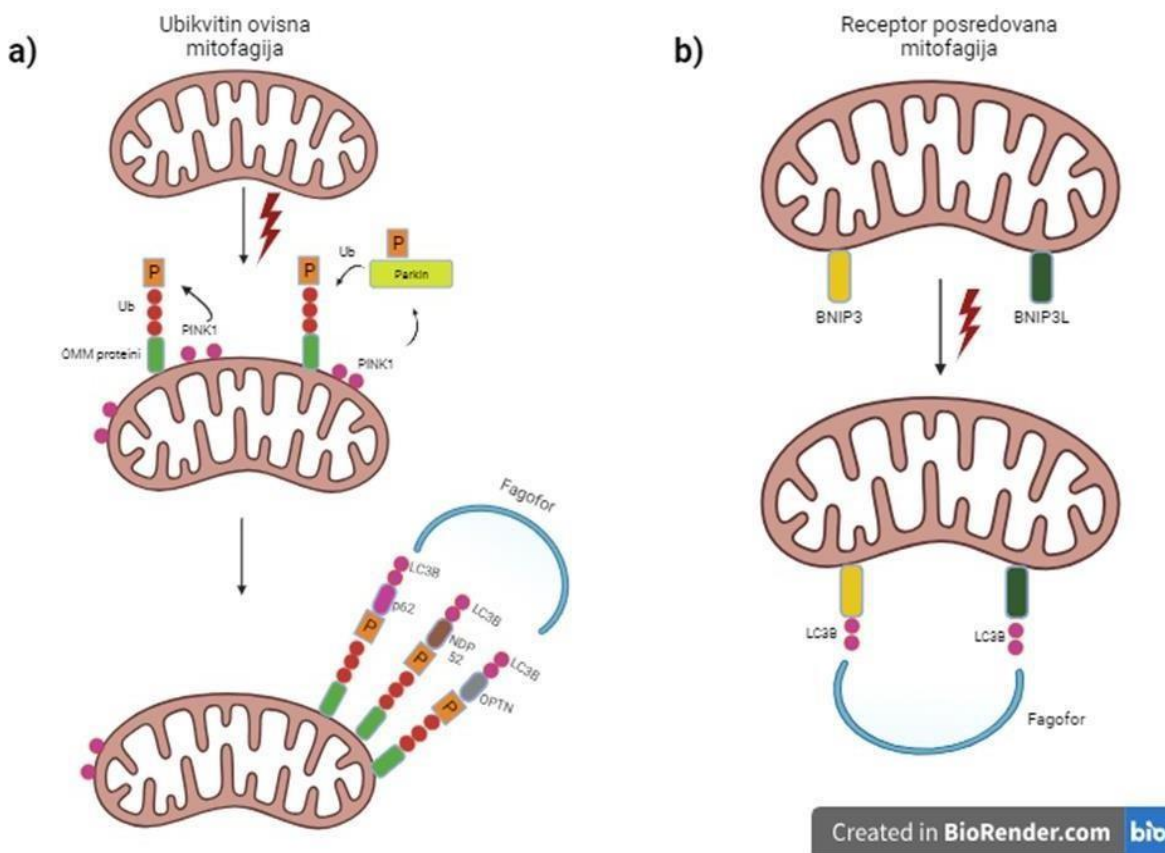 a)
Ubikvitin ovisna
mitofagija
P
Ub
PINK1
OMM proteini
P
Ub
P
Parkin
PINK1
Fagofor
LC3B
p62
P
LC3B
NDP
52
P
LC3B
OPTN
P
b)
Receptor posredovana
mitofagija
BNIP3
BNIP3L
LC3B
LC3B
Fagofor
Created in BioRender.com
bio